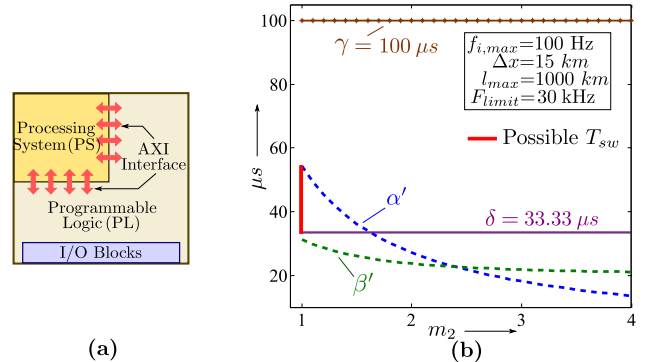 Processing
System (PS)
AXI
Interface
Programmable
Logic (PL)
I/O Blocks
(a)
100
80
60
40
20
μs
γ = 100 μs
f_{i,max}=100 Hz
Δx=15 km
l_{max}=1000 km
F_{limit}=30 kHz
Possible T_{sw}
α′
δ = 33.33 μs
β′
1 2 3 4
m_2
(b)